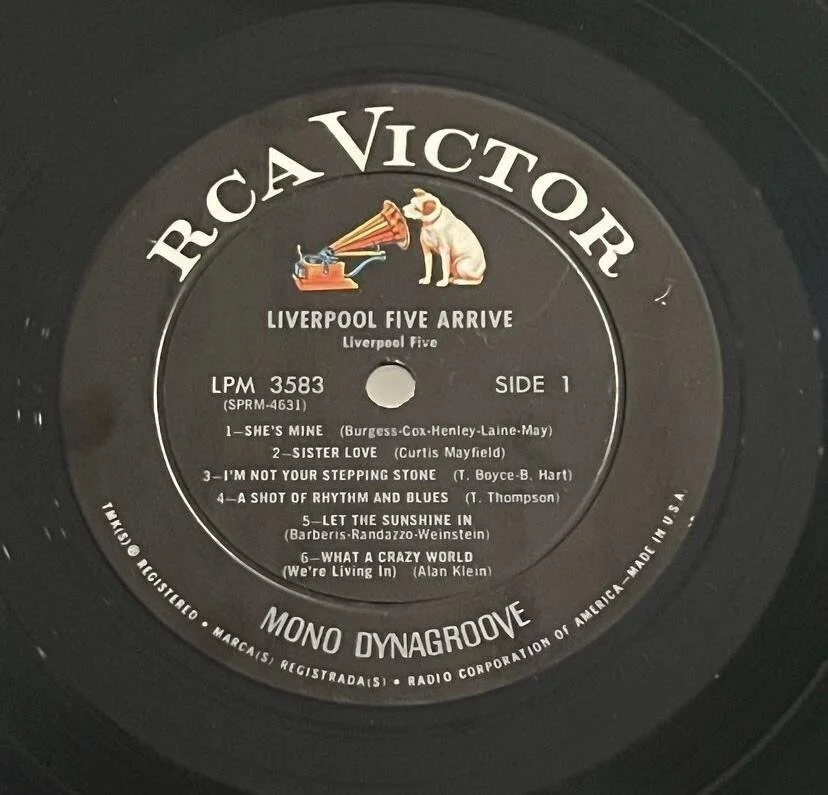 RCA VICTOR
LIVERPOOL FIVE ARRIVE
Liverpool Five
LPM 3583
(SPRM-4631)
SIDE 1
1—SHE'S MINE (Burgess-Cox-Henley-Laine-May)
2—SISTER LOVE (Curtis Mayfield)
3—I'M NOT YOUR STEPPING STONE (T. Boyce-B. Hart)
4—A SHOT OF RHYTHM AND BLUES (T. Thompson)
5—LET THE SUNSHINE IN
(Barberis-Randazzo-Weinstein)
6—WHAT A CRAZY WORLD
(We're Living In) (Alan Klein)
MONO DYNAGROOVE
TMK(S) ® REGISTERED • MARCA(S) REGISTRADA(S) • RADIO CORPORATION OF AMERICA—MADE IN U.S.A.